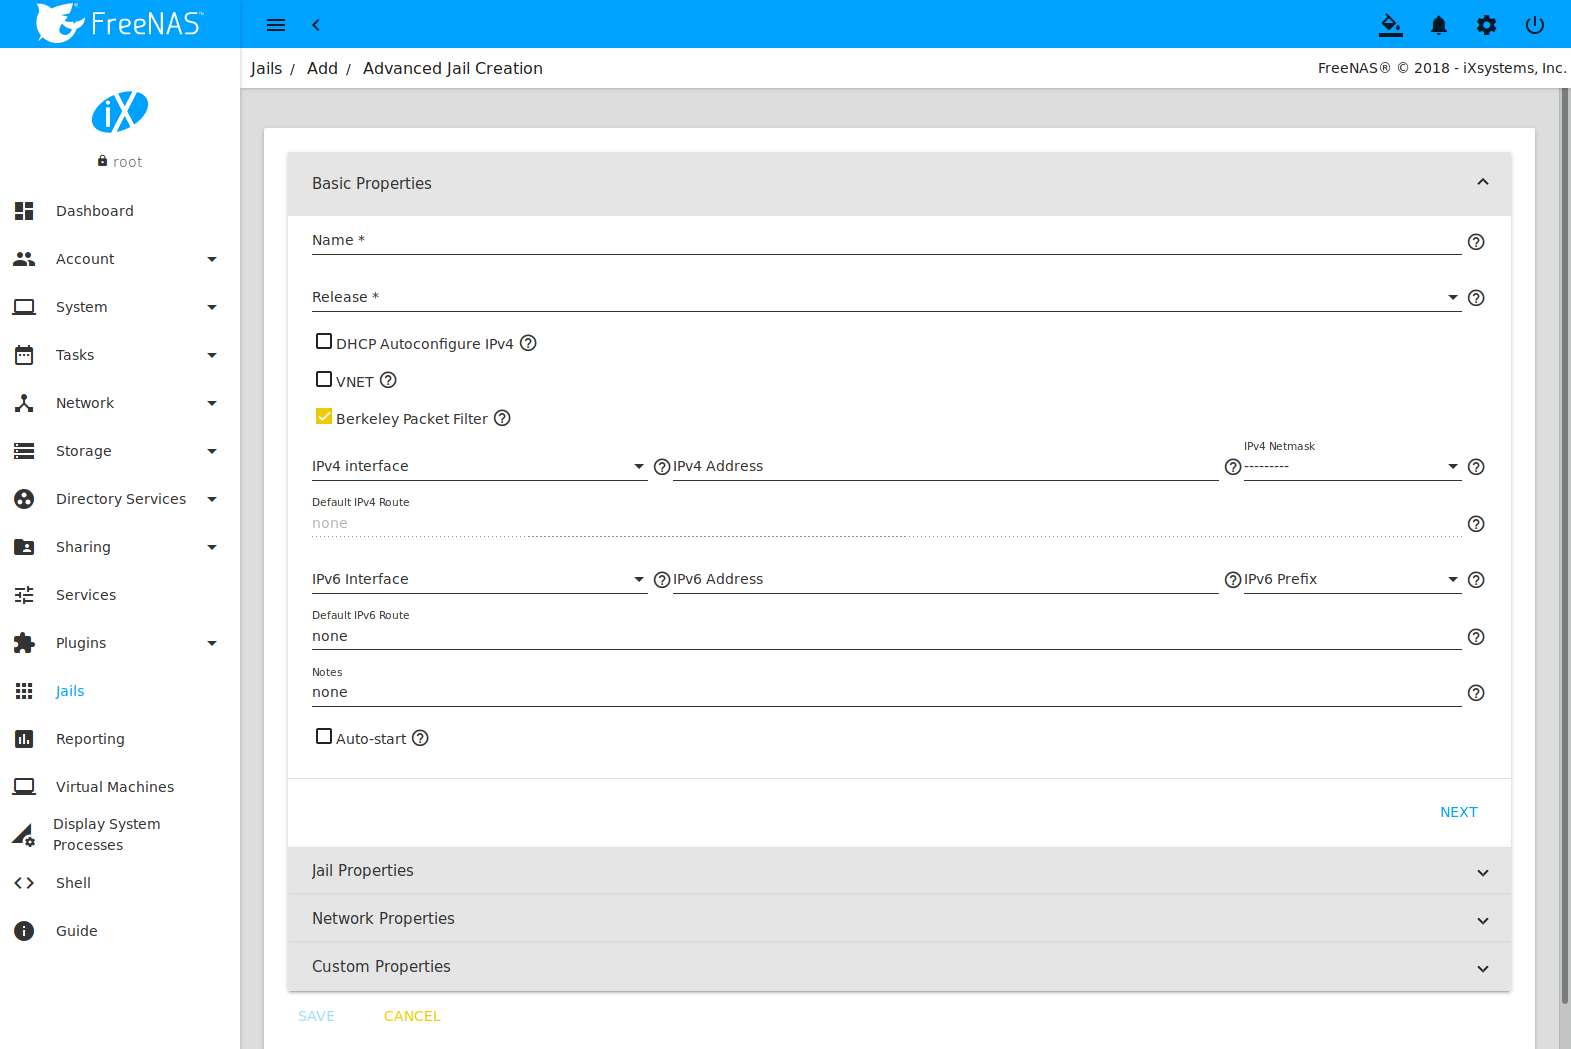 FreeNAS™
Jails / Add / Advanced Jail Creation
FreeNAS® © 2018 - iXsystems, Inc.
iX
root
Dashboard
Account
System
Tasks
Network
Storage
Directory Services
Sharing
Services
Plugins
Jails
Reporting
Virtual Machines
Display System
Processes
Shell
Guide
Basic Properties
Name *
Release *
DHCP Autoconfigure IPv4
VNET
Berkeley Packet Filter
IPv4 Netmask
IPv4 interface IPv4 Address ---------
Default IPv4 Route
none
IPv6 Interface IPv6 Address IPv6 Prefix
Default IPv6 Route
none
Notes
none
Auto-start
NEXT
Jail Properties
Network Properties
Custom Properties
SAVE CANCEL